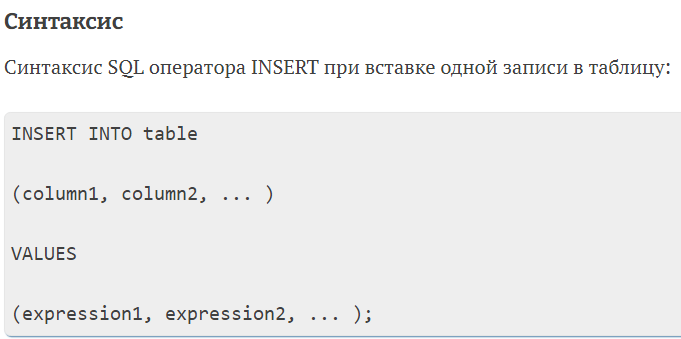 Синтаксис
Синтаксис SQL оператора INSERT при вставке одной записи в таблицу:
INSERT INTO table
(column1, column2, ... )
VALUES
(expression1, expression2, ... );